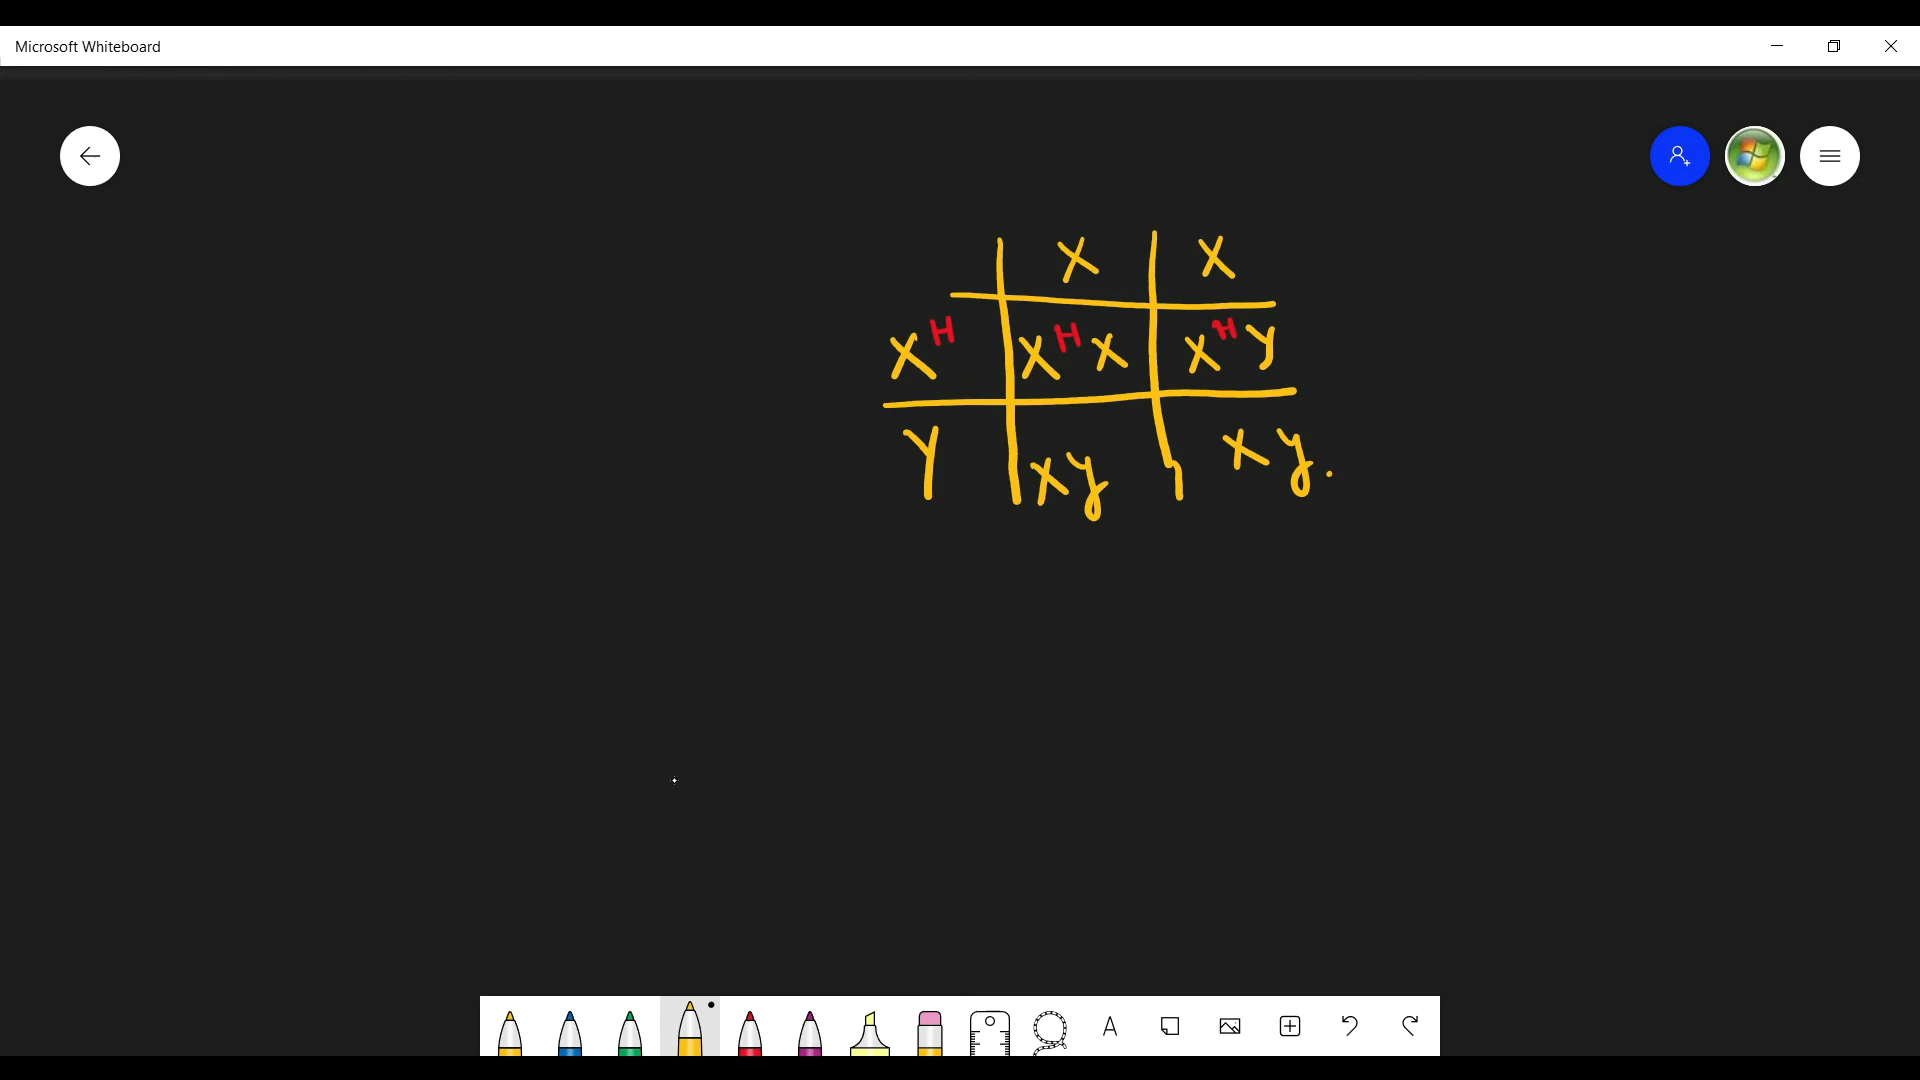 Microsoft Whiteboard
X X
X^H X^H X X^H Y
Y Xy Xy.
A